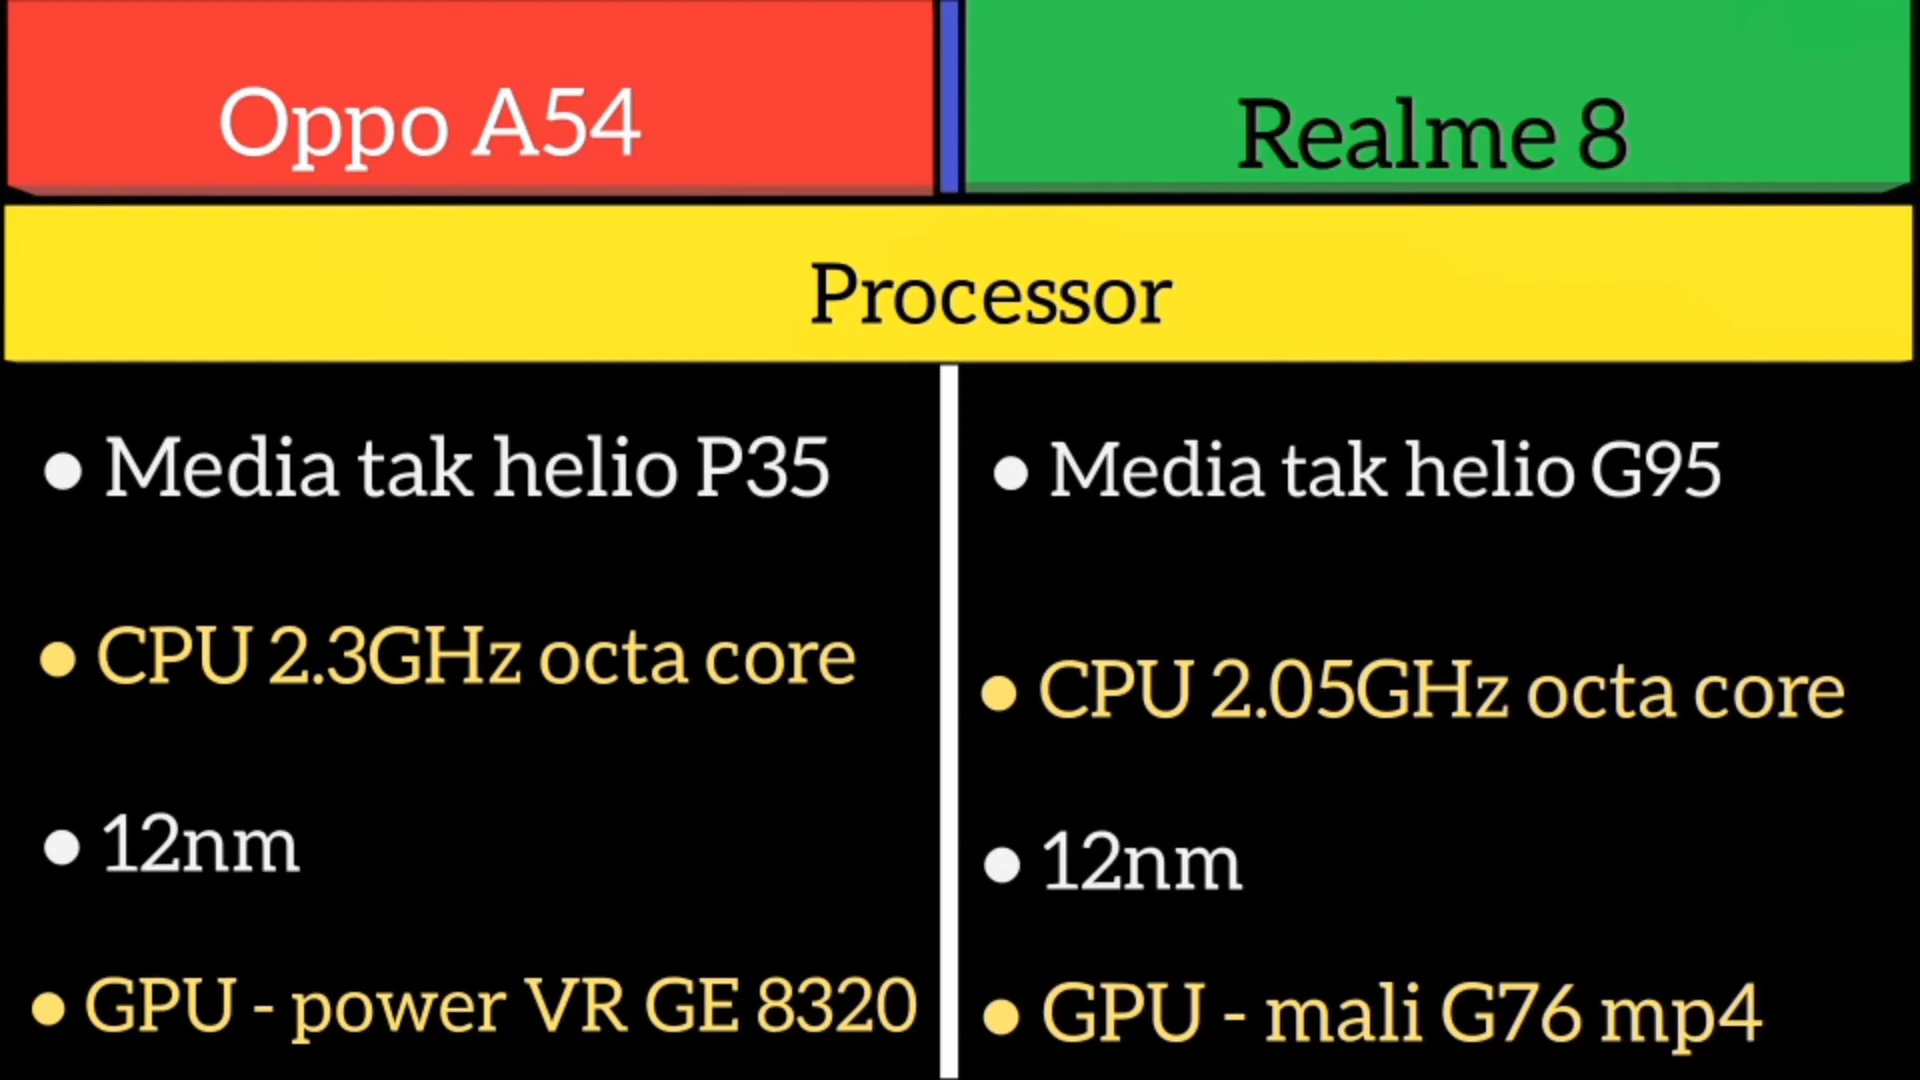 Oppo A54
Realme 8
Processor
• Media tak helio P35
• Media tak helio G95
• CPU 2.3GHz octa core
• CPU 2.05GHz octa core
• 12nm
• 12nm
• GPU - power VR GE 8320
• GPU - mali G76 mp4